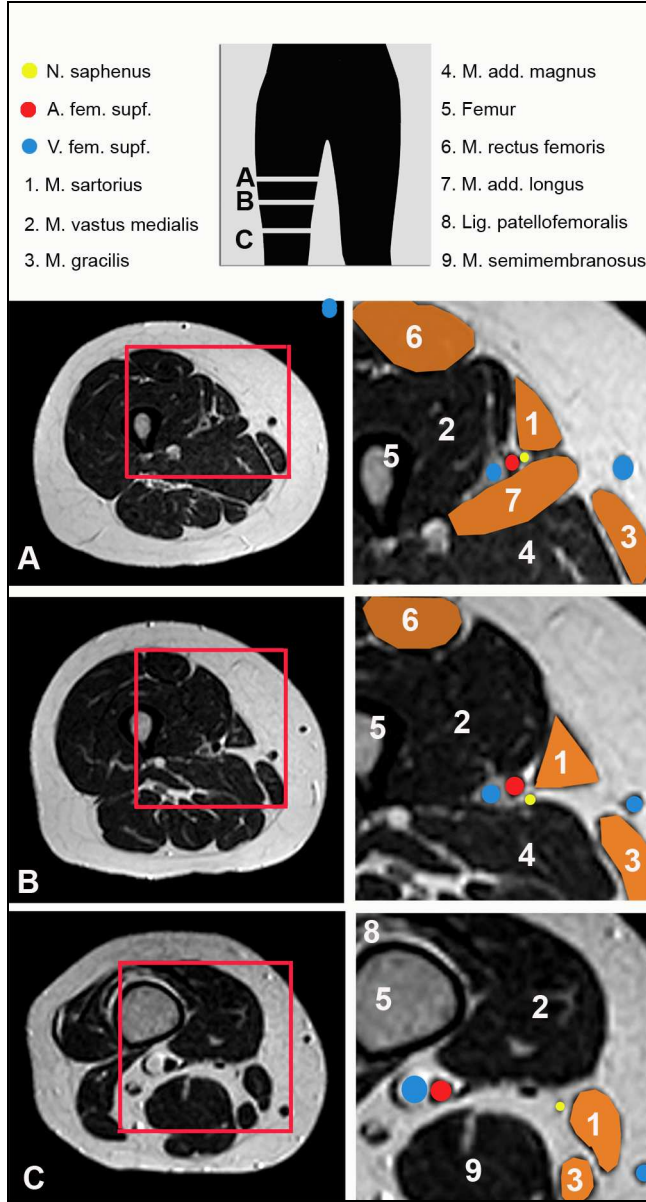 N. saphenus
A. fem. supf.
V. fem. supf.
1. M. sartorius
2. M. vastus medialis
3. M. gracilis
A
B
C
4. M. add. magnus
5. Femur
6. M. rectus femoris
7. M. add. longus
8. Lig. patellofemoralis
9. M. semimembranosus
A
6
2
1
5
7
4
3
B
6
5
2
1
4
3
C
8
5
2
1
9
3